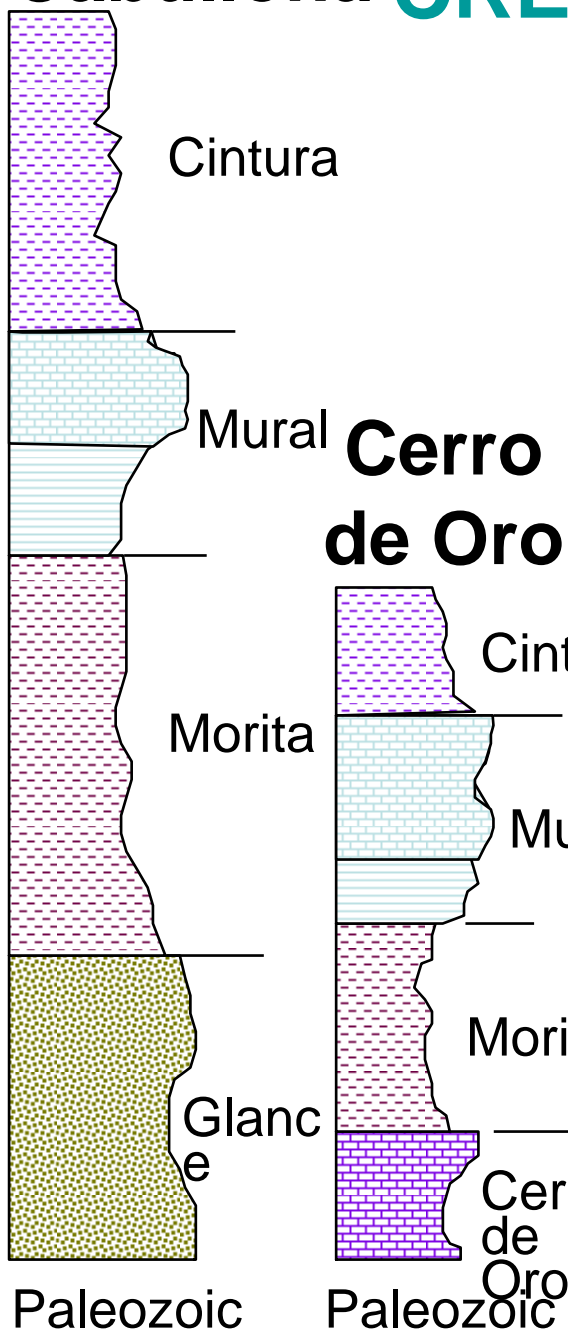 Cintura
Mural
Morita
Glanc
e
Paleozoic
Cerro
de Oro
Cint
Mu
Mori
Cer
de
Oro
Paleozoic